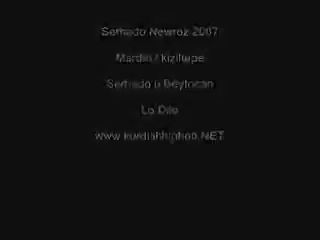 Serhado Newroz 2007
Mardin / kiziltepe
Serhado u Beytocan
Lo Dilo
www.kurdishhiphop.NET